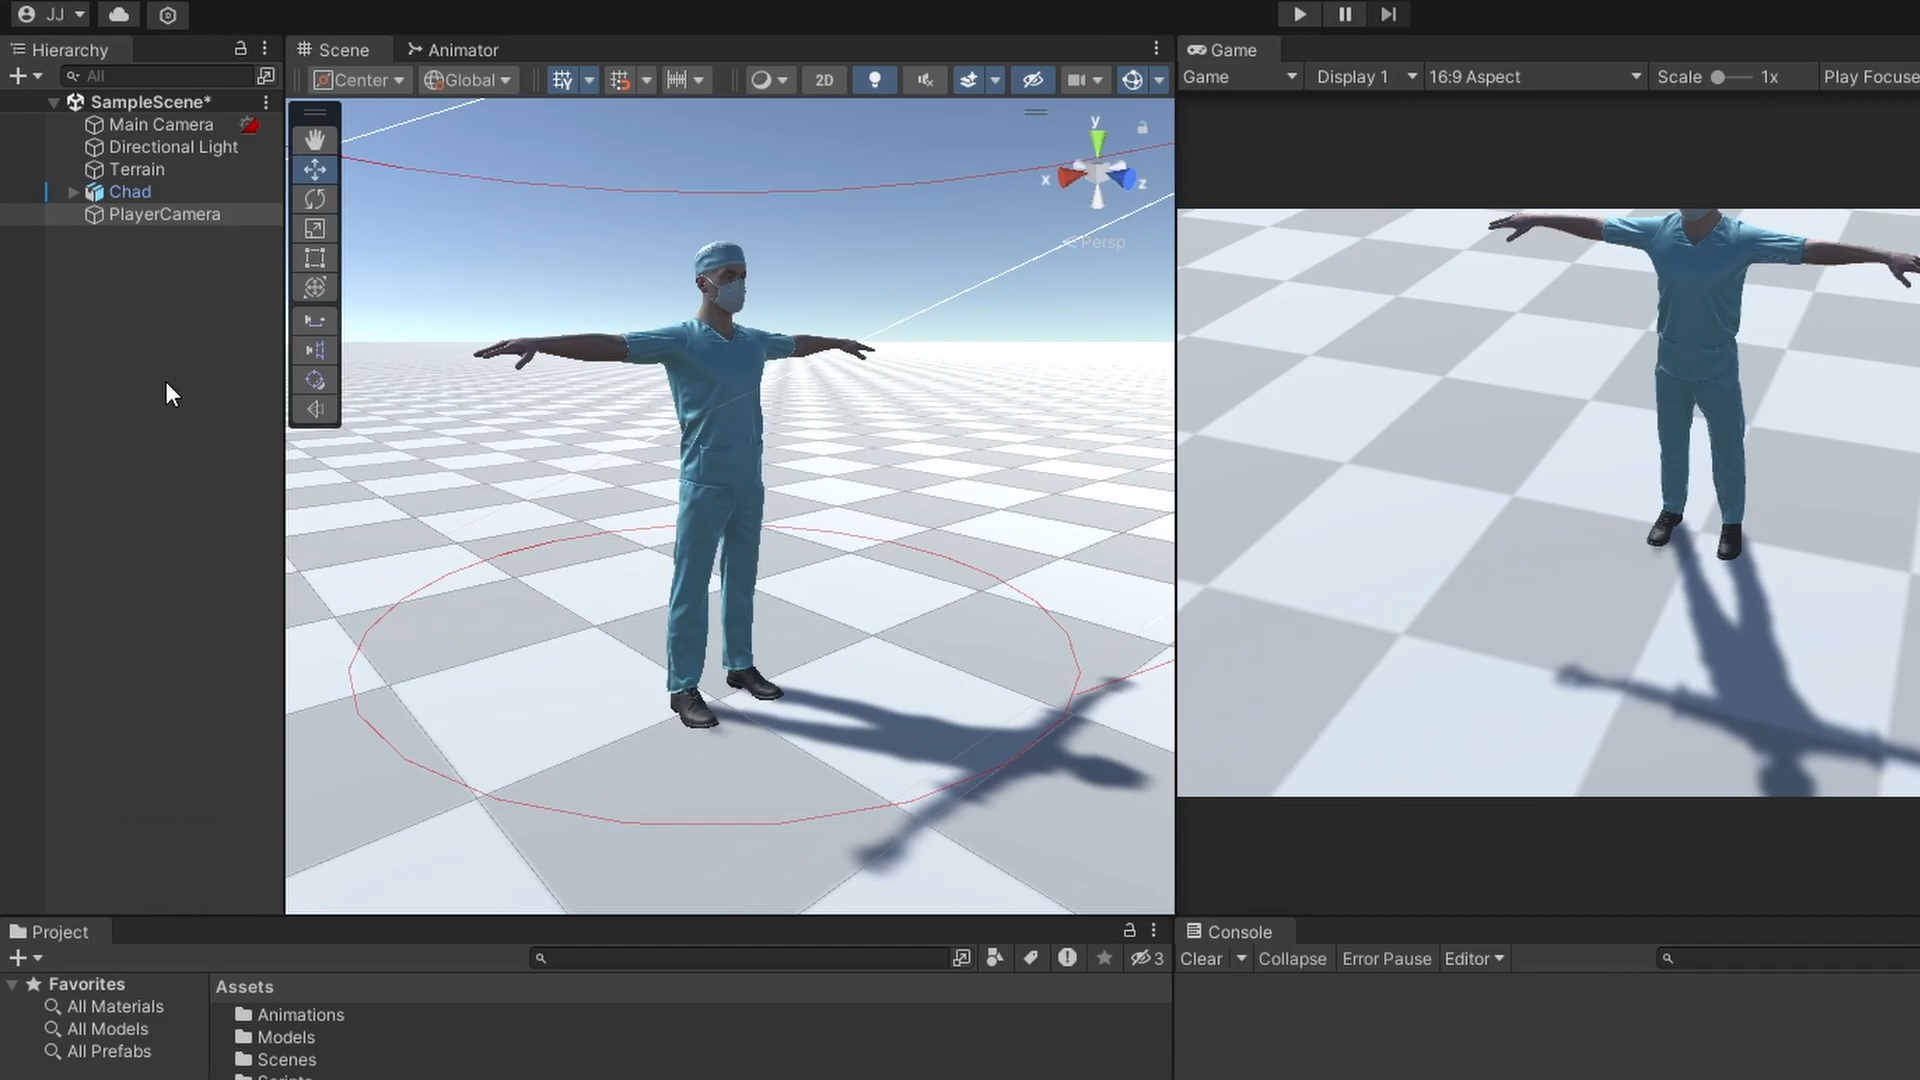 JJ
Hierarchy
All
SampleScene*
Main Camera
Directional Light
Terrain
Chad
PlayerCamera
Scene
Animator
Center
Global
2D
y
x
z
Persp
Game
Game
Display 1
16:9 Aspect
Scale
1x
Play Focuse
Project
3
Favorites
All Materials
All Models
All Prefabs
Assets
Animations
Models
Scenes
Console
Clear
Collapse
Error Pause
Editor